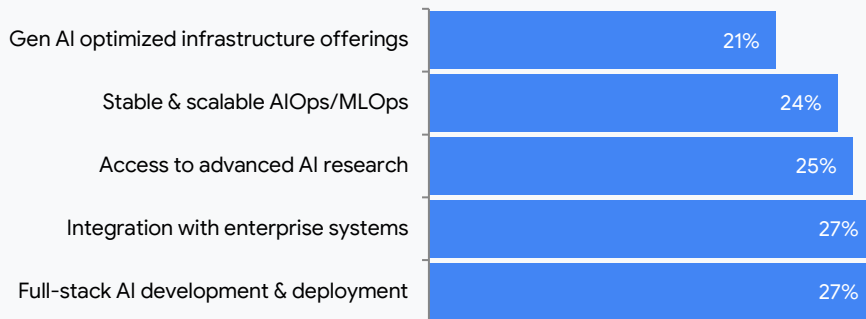 Gen AI optimized infrastructure offerings 21%
Stable & scalable AIOps/MLOps 24%
Access to advanced AI research 25%
Integration with enterprise systems 27%
Full-stack AI development & deployment 27%